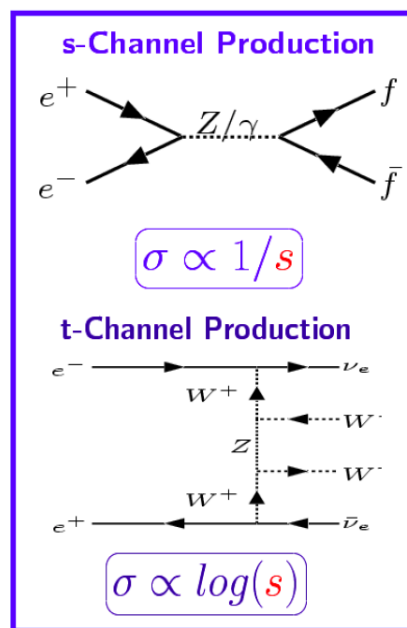 s-Channel Production
e⁺ Z/γ f
e⁻ f̄
σ ∝ 1/s
t-Channel Production
e⁻ νₑ
W⁺ W⁻
Z
W⁻
W⁺
e⁺ ν̄ₑ
σ ∝ log(s)